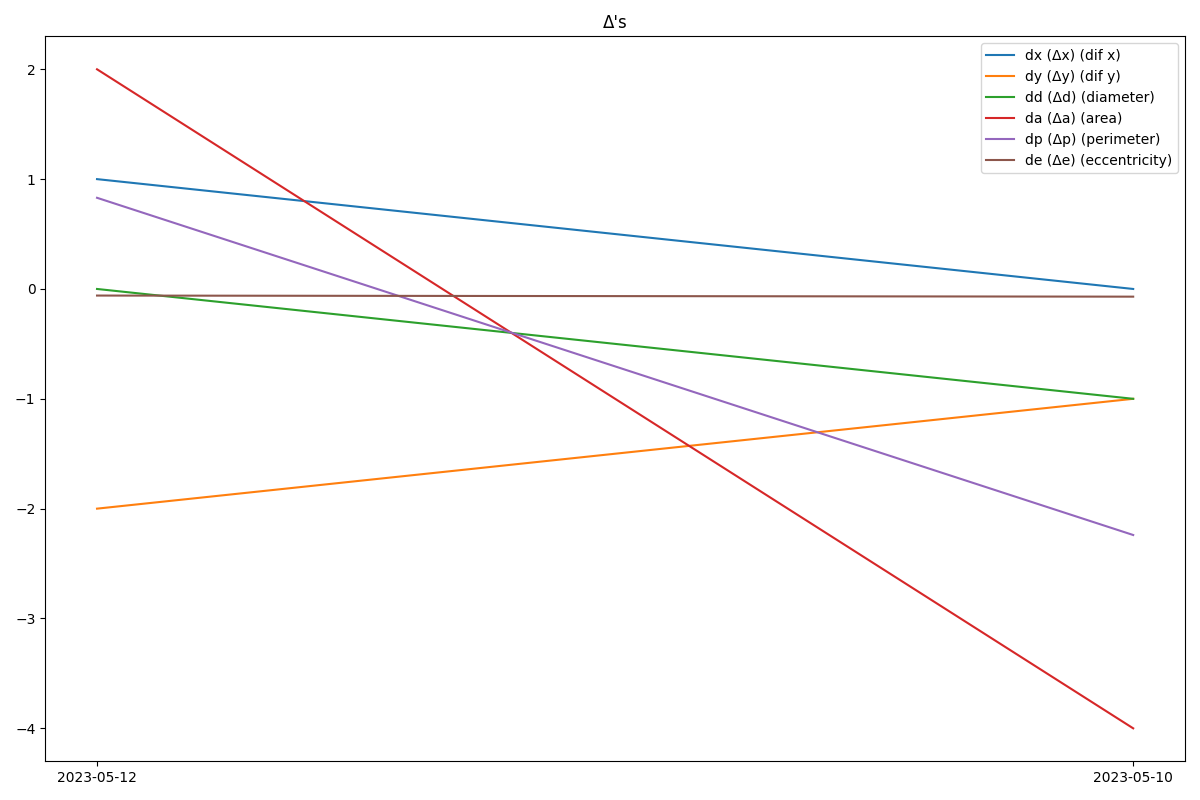 Δ's
dx (Δx) (dif x)
dy (Δy) (dif y)
dd (Δd) (diameter)
da (Δa) (area)
dp (Δp) (perimeter)
de (Δe) (eccentricity)
2
1
0
−1
−2
−3
−4
2023-05-12 2023-05-10